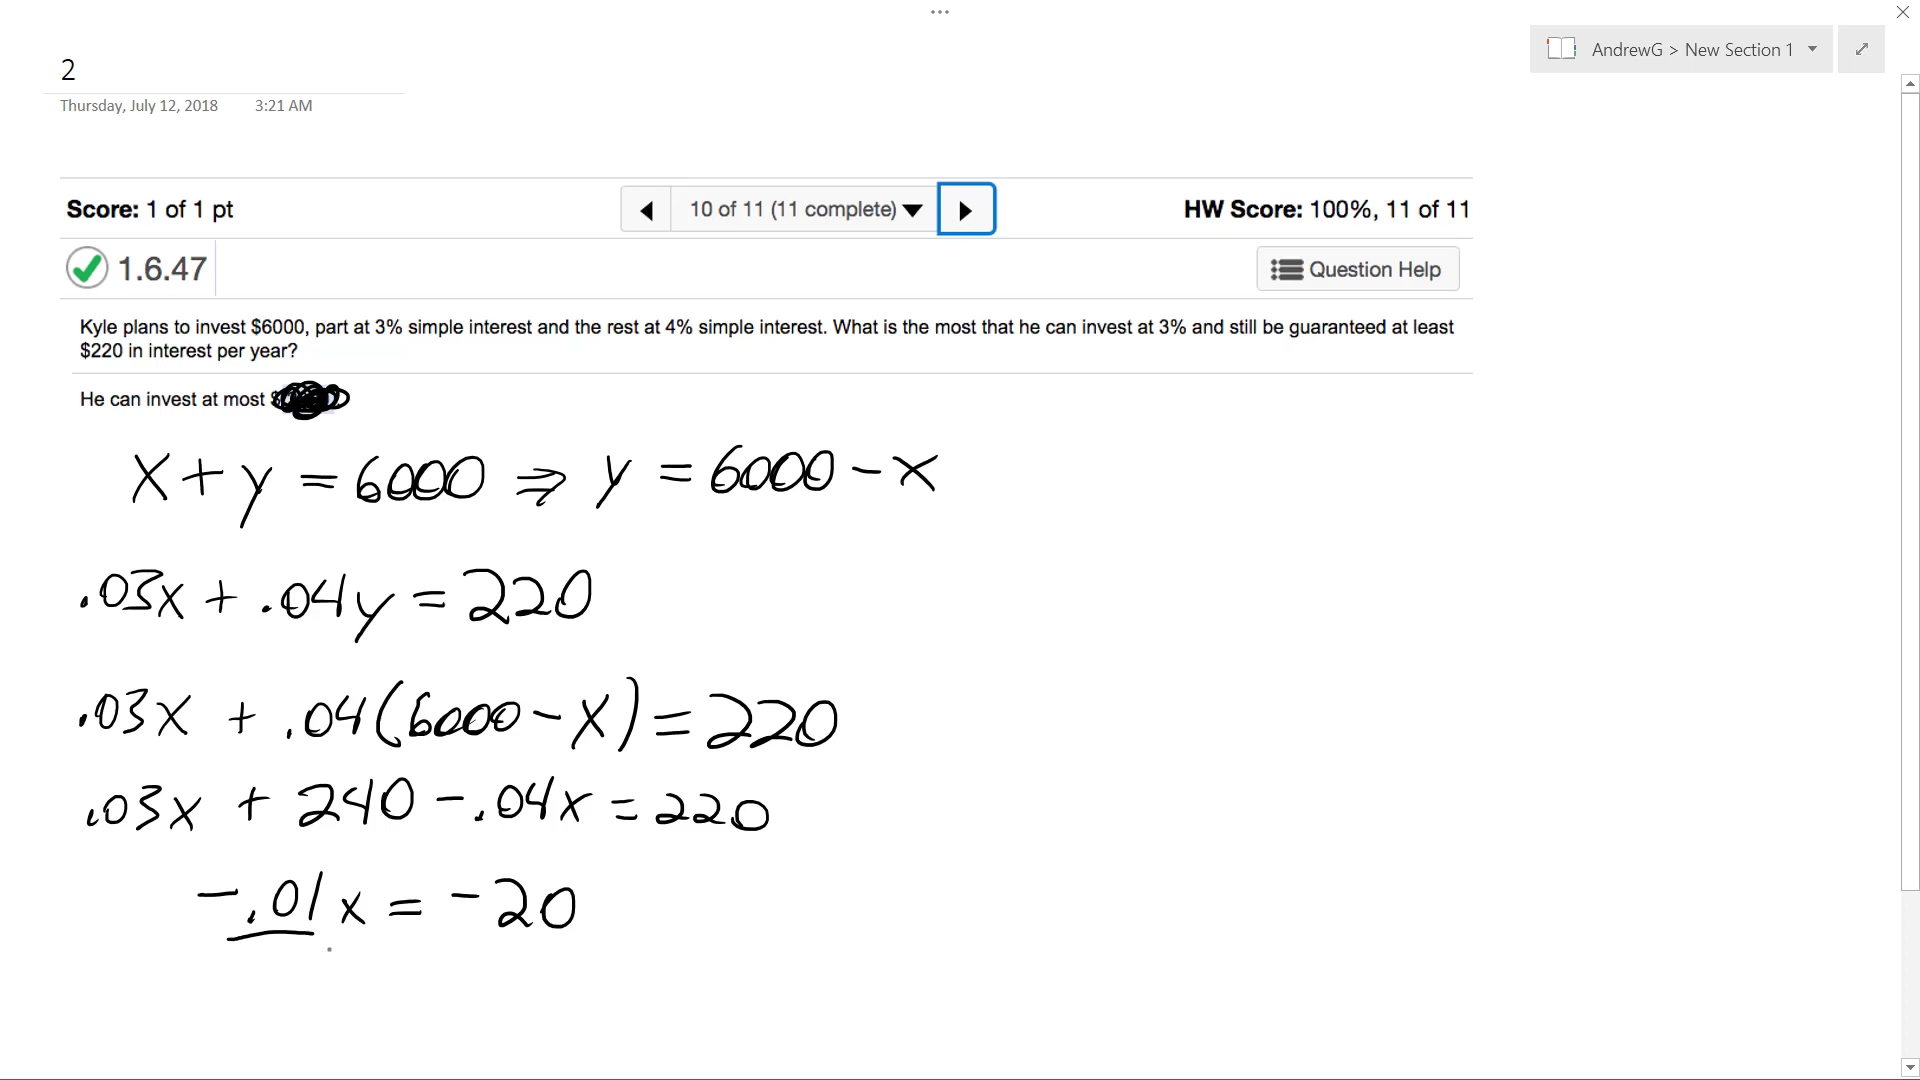 ...
AndrewG > New Section 1
2
Thursday, July 12, 2018 3:21 AM
Score: 1 of 1 pt
10 of 11 (11 complete)
HW Score: 100%, 11 of 11
1.6.47
Question Help
Kyle plans to invest $6000, part at 3% simple interest and the rest at 4% simple interest. What is the most that he can invest at 3% and still be guaranteed at least
$220 in interest per year?
He can invest at most $
x + y = 6000 ⇒ y = 6000 - x
.03x + .04y = 220
.03x + .04(6000 - x) = 220
.03x + 240 - .04x = 220
-.01x = -20